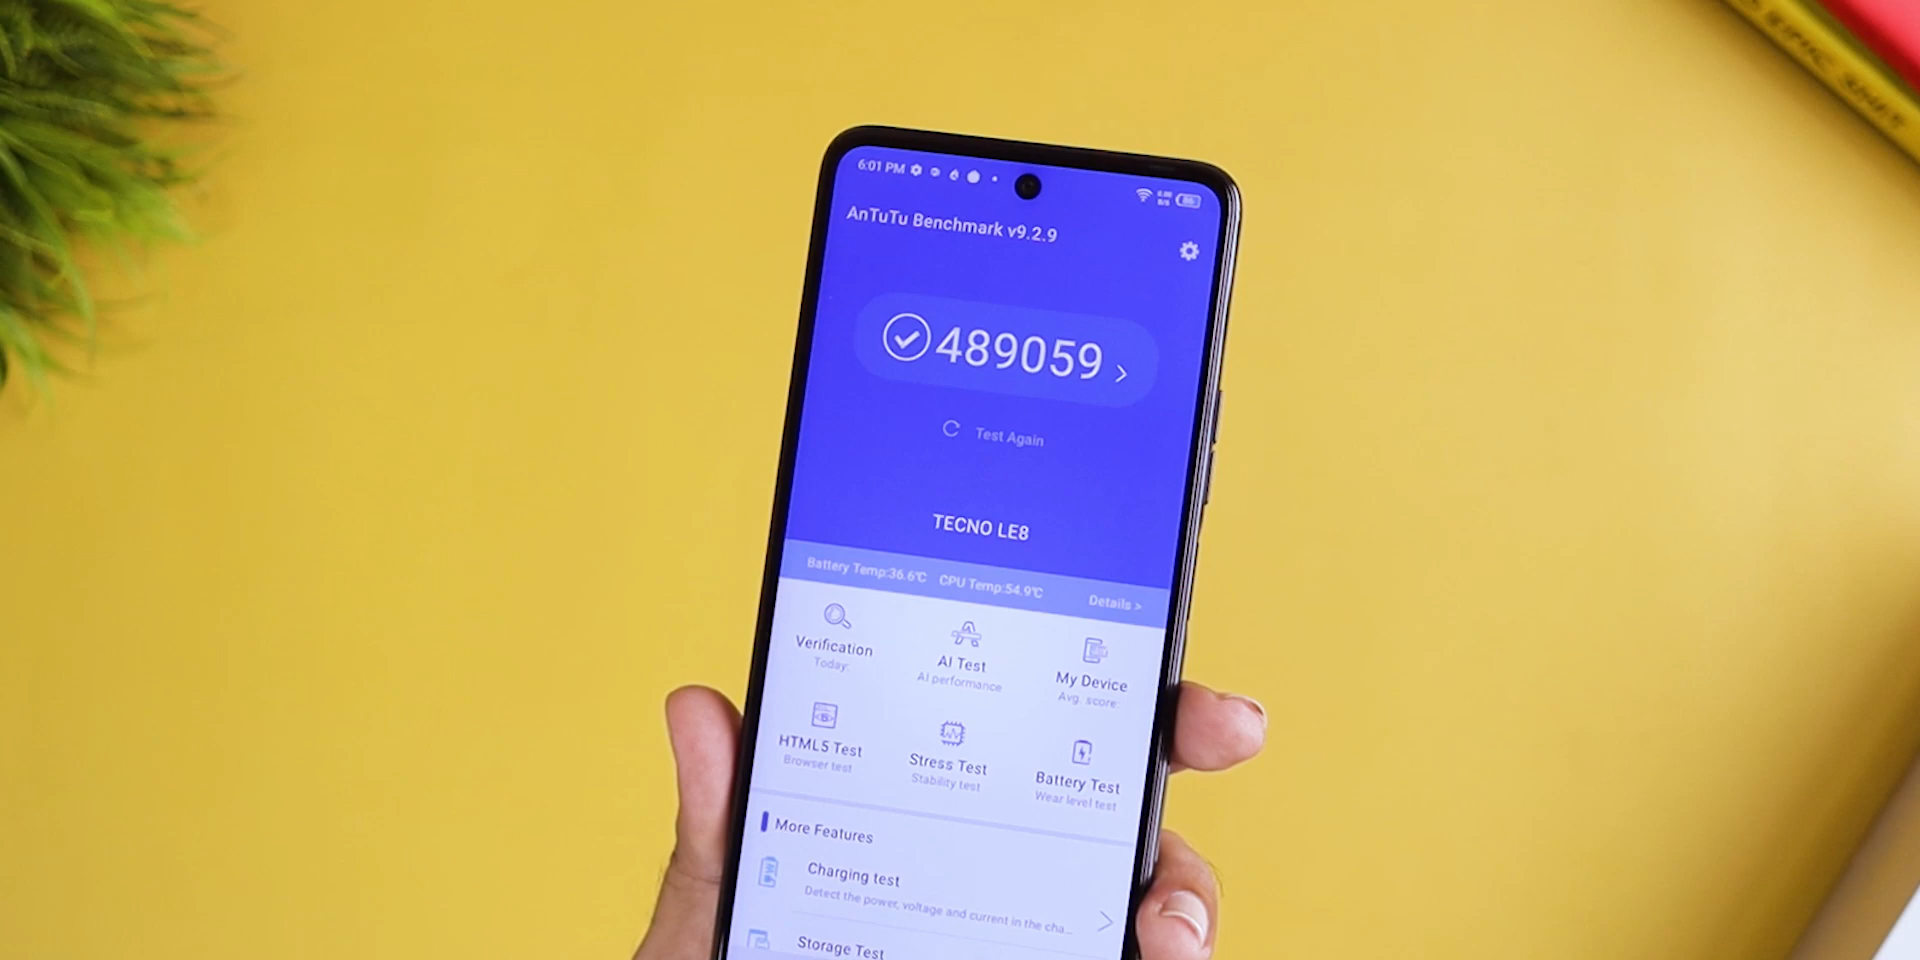 6:01 PM
AnTuTu Benchmark v9.2.9
489059 >
Test Again
TECNO LE8
Battery Temp:36.6℃ CPU Temp:54.9℃ Details >
Verification
Today:
AI Test
AI performance
My Device
Avg. score:
HTML5 Test
Browser test
Stress Test
Stability test
Battery Test
Wear level test
More Features
Charging test
Detect the power, voltage and current in the cha...
Storage Test